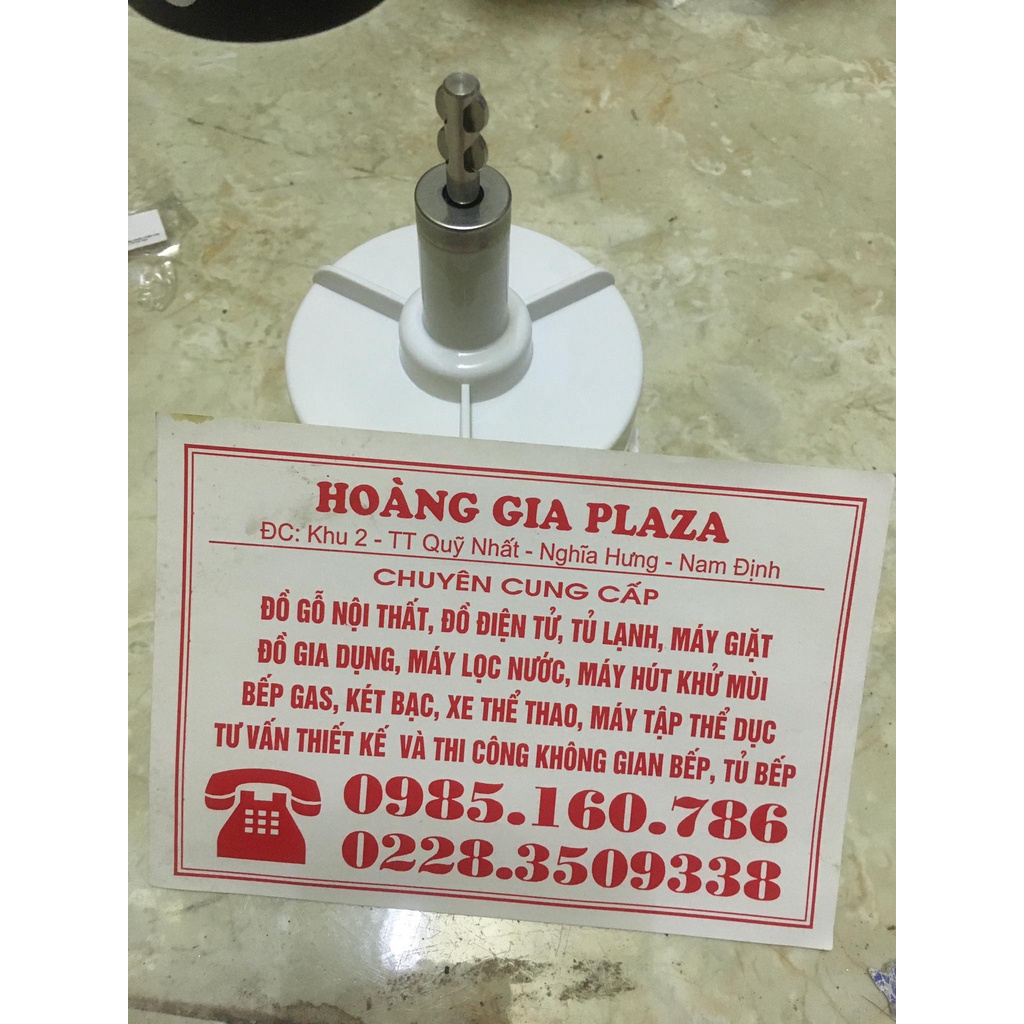 HOÀNG GIA PLAZA
ĐC: Khu 2 - TT Quỹ Nhất - Nghĩa Hưng - Nam Định
CHUYÊN CUNG CẤP
ĐỒ GỖ NỘI THẤT, ĐỒ ĐIỆN TỬ, TỦ LẠNH, MÁY GIẶT
ĐỒ GIA DỤNG, MÁY LỌC NƯỚC, MÁY HÚT KHỬ MÙI
BẾP GAS, KÉT BẠC, XE THỂ THAO, MÁY TẬP THỂ DỤC
TƯ VẤN THIẾT KẾ VÀ THI CÔNG KHÔNG GIAN BẾP, TỦ BẾP
0985.160.786
0228.3509338